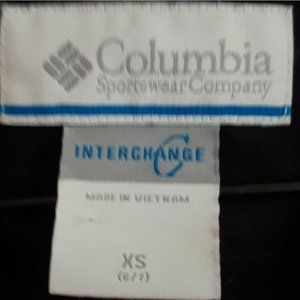 Columbia
Sportswear Company
INTERCHANGE
MADE IN VIETNAM
XS
(6/7)